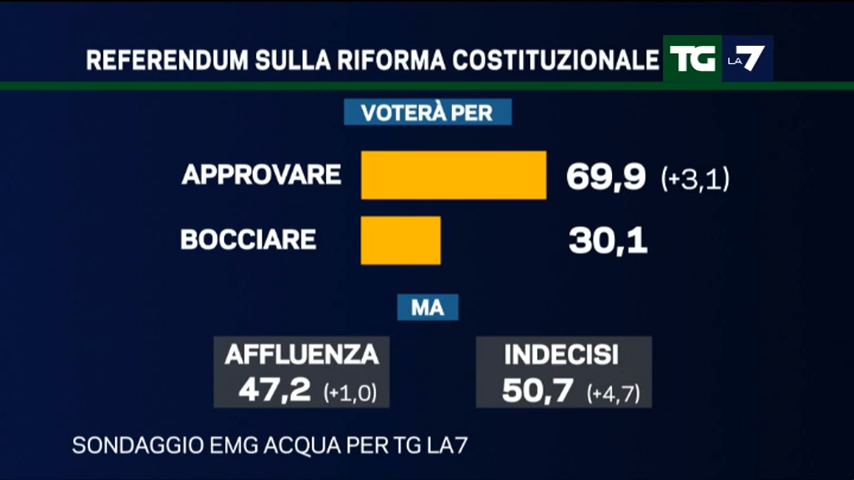 REFERENDUM SULLA RIFORMA COSTITUZIONALE TG LA7
VOTERÀ PER
APPROVARE 69,9 (+3,1)
BOCCIARE 30,1
MA
AFFLUENZA INDECISI
47,2 (+1,0) 50,7 (+4,7)
SONDAGGIO EMG ACQUA PER TG LA7